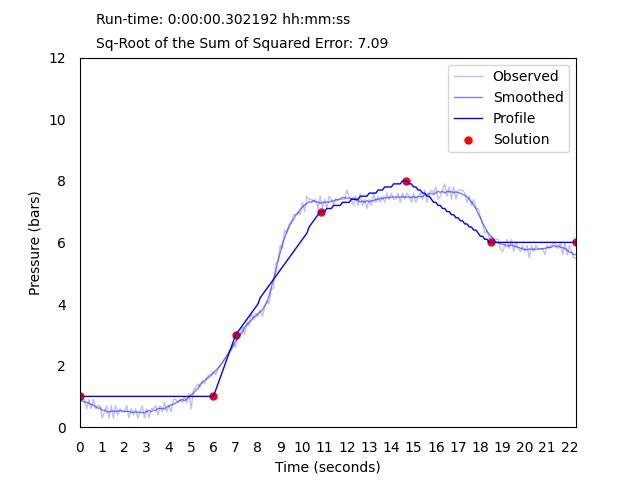 Run-time: 0:00:00.302192 hh:mm:ss
Sq-Root of the Sum of Squared Error: 7.09
12
10
8
6
4
2
0
Pressure (bars)
Observed
Smoothed
Profile
Solution
0 1 2 3 4 5 6 7 8 9 10 11 12 13 14 15 16 17 18 19 20 21 22
Time (seconds)